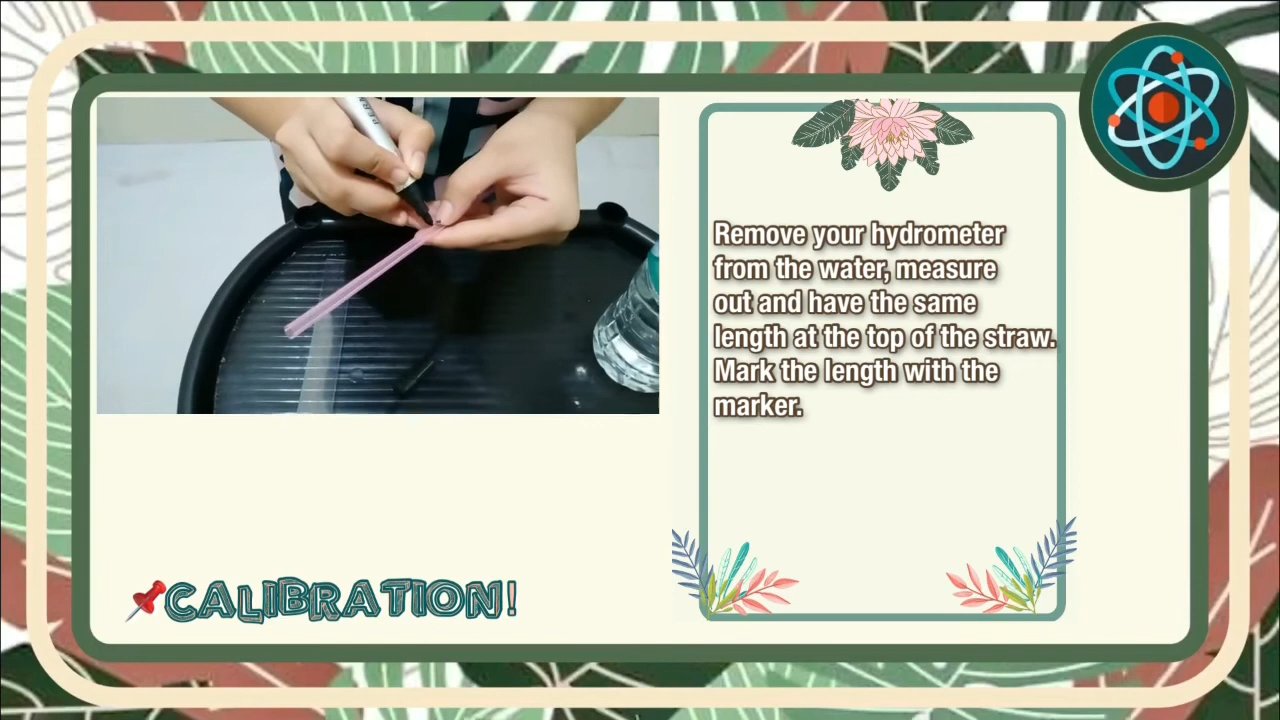 Remove your hydrometer
from the water, measure
out and have the same
length at the top of the straw.
Mark the length with the
marker.
CALIBRATION!